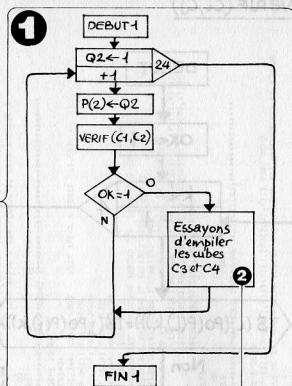 1
DEBUT 1
Q2←1
+1
24
P(2)←Q2
VERIF (C1, C2)
OK=1
O
N
Essayons
d'empiler
les cubes
C3 et C4
2
FIN 1